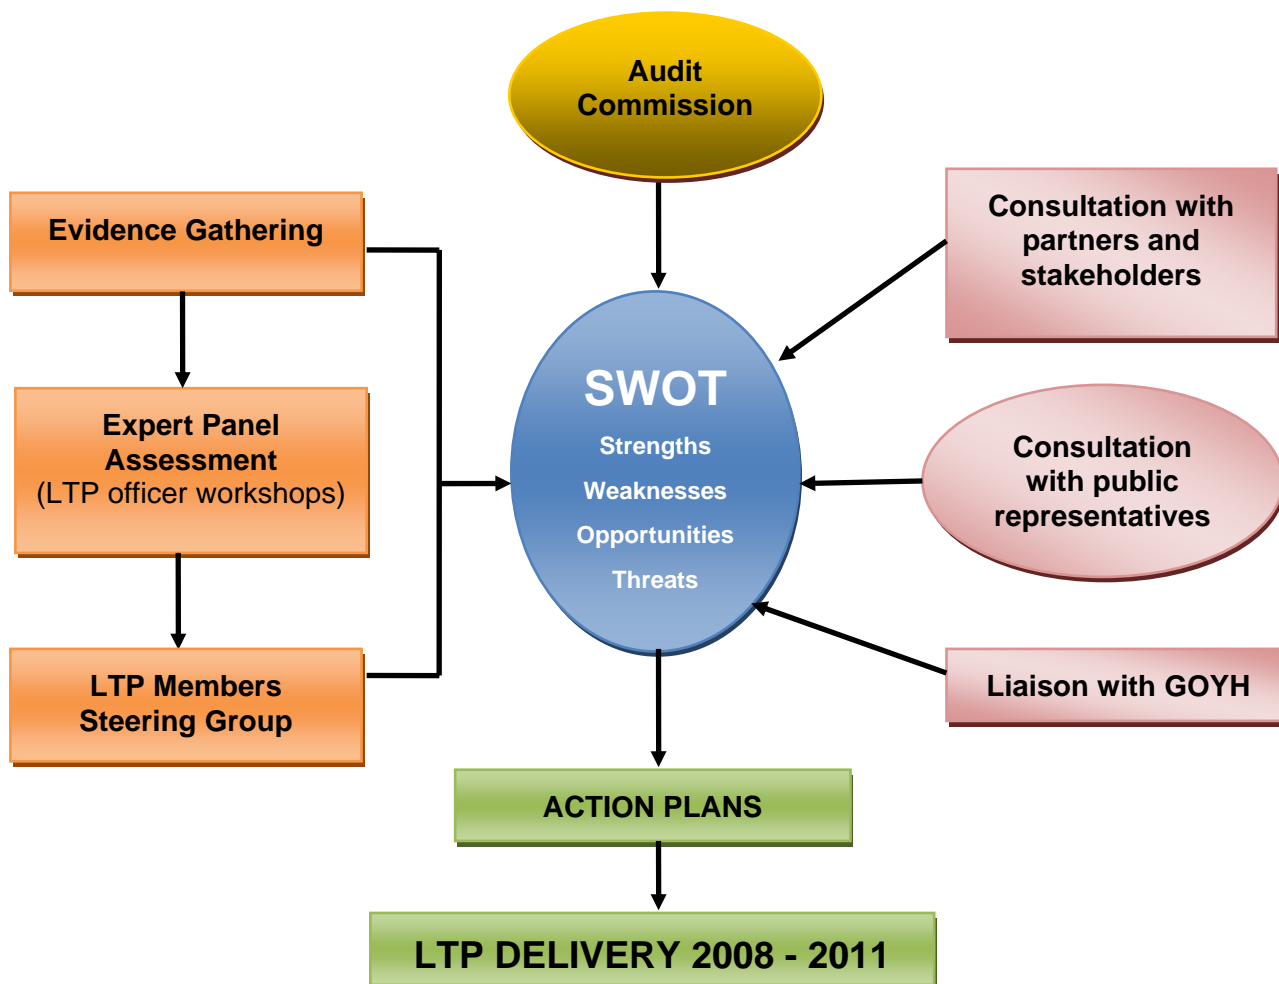 Audit
Commission
Evidence Gathering
Expert Panel
Assessment
(LTP officer workshops)
LTP Members
Steering Group
SWOT
Strengths
Weaknesses
Opportunities
Threats
Consultation with
partners and
stakeholders
Consultation
with public
representatives
Liaison with GOYH
ACTION PLANS
LTP DELIVERY 2008 - 2011